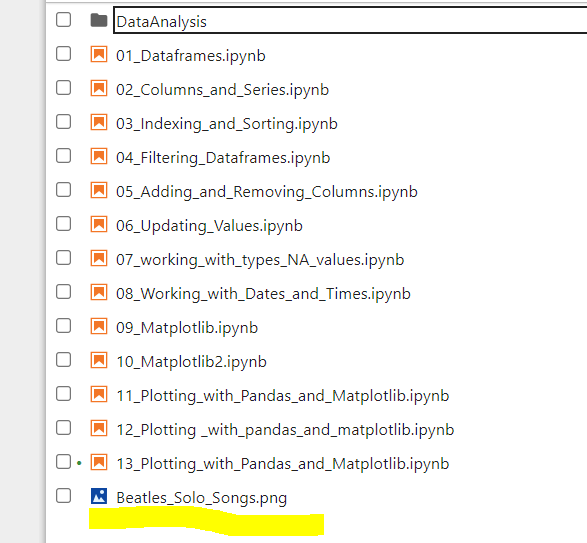 DataAnalysis
01_Dataframes.ipynb
02_Columns_and_Series.ipynb
03_Indexing_and_Sorting.ipynb
04_Filtering_Dataframes.ipynb
05_Adding_and_Removing_Columns.ipynb
06_Updating_Values.ipynb
07_working_with_types_NA_values.ipynb
08_Working_with_Dates_and_Times.ipynb
09_Matplotlib.ipynb
10_Matplotlib2.ipynb
11_Plotting_with_Pandas_and_Matplotlib.ipynb
12_Plotting _with_pandas_and_matplotlib.ipynb
13_Plotting_with_Pandas_and_Matplotlib.ipynb
Beatles_Solo_Songs.png